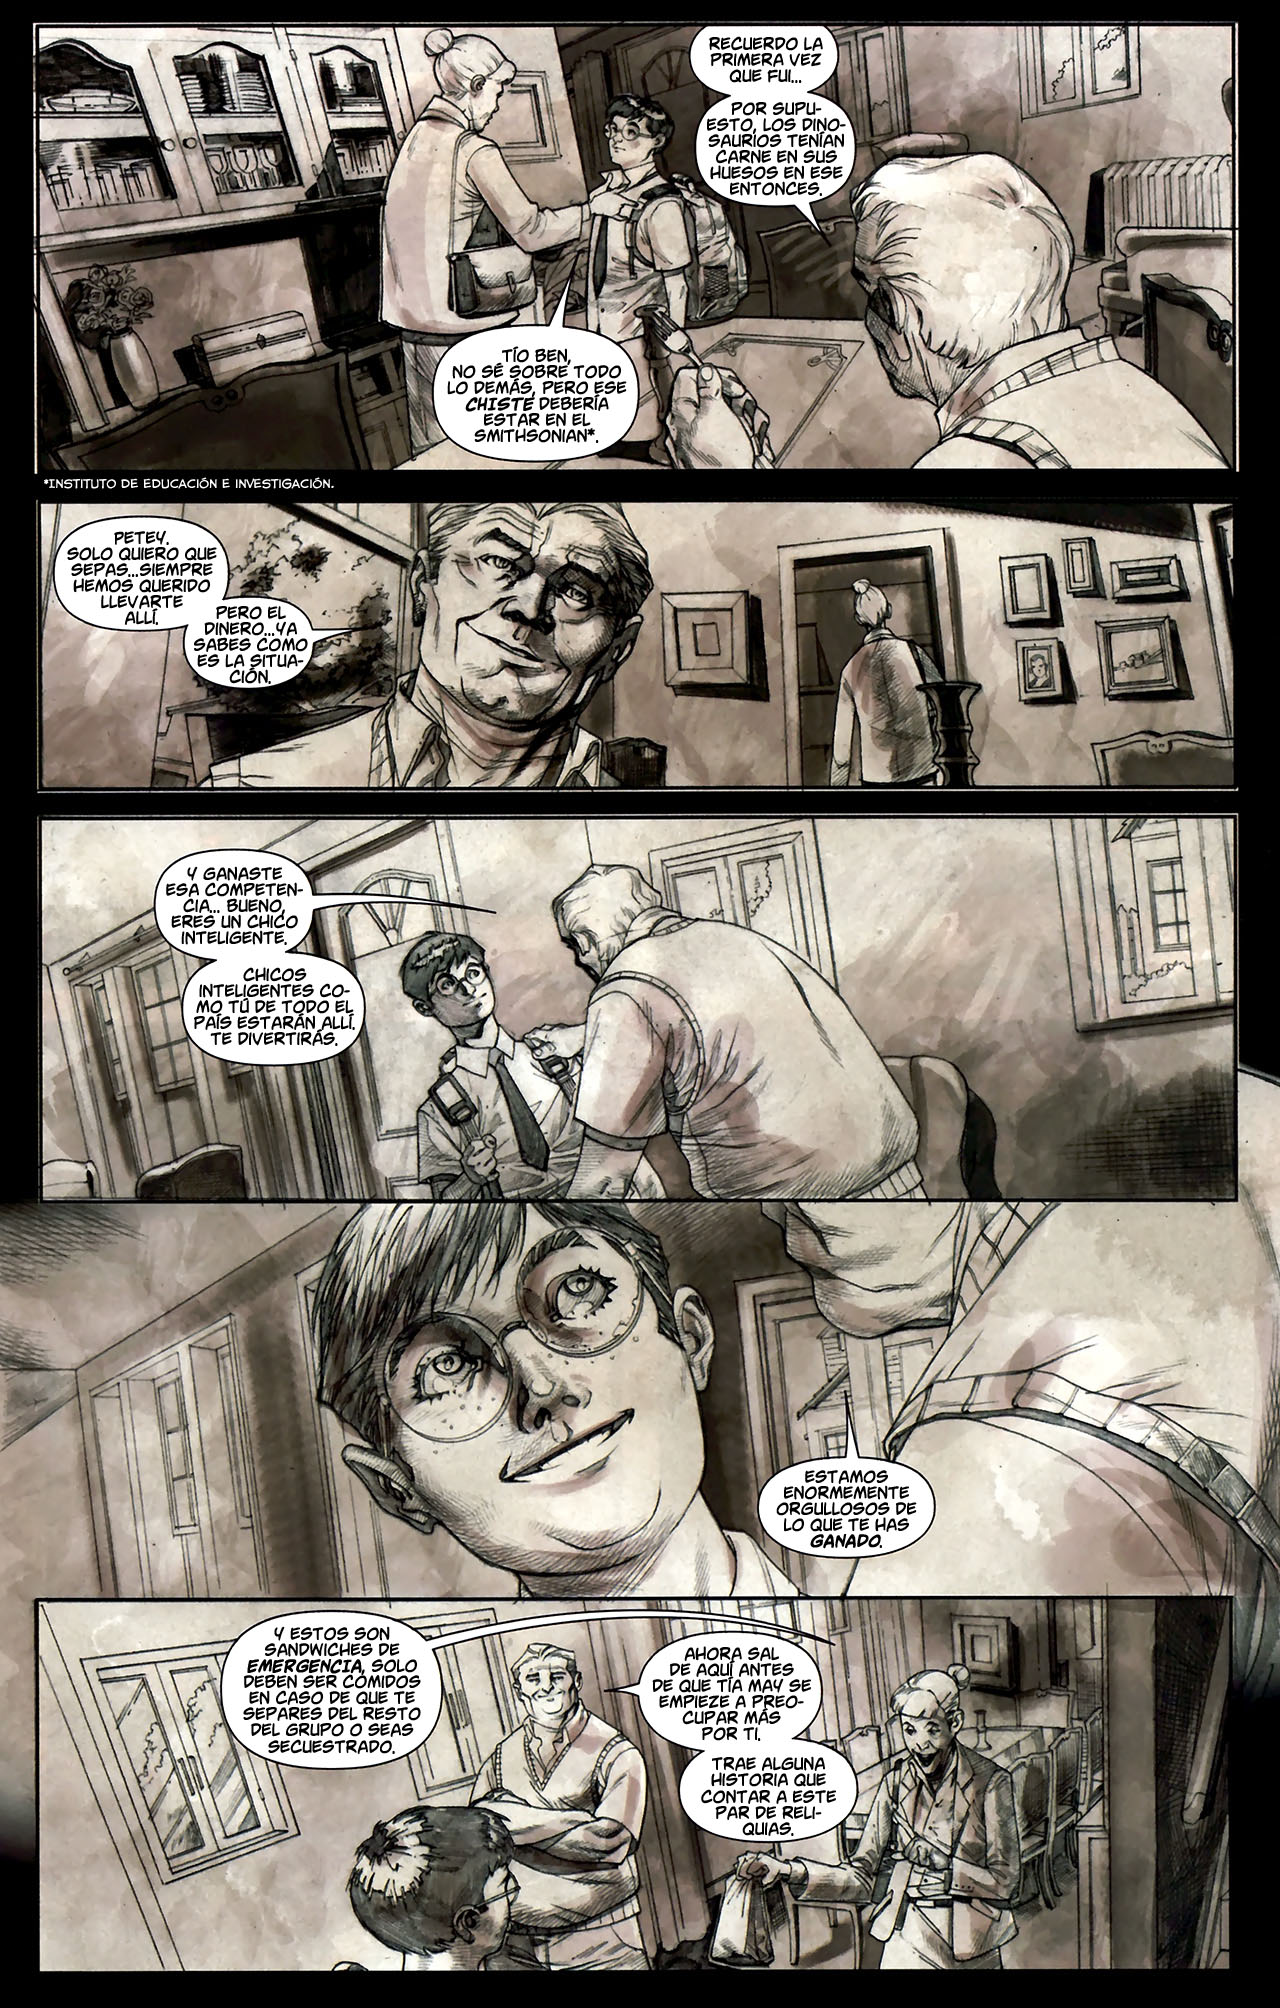 RECUERDO LA
PRIMERA VEZ
QUE FUI...
POR SUPU-
ESTO, LOS DINO-
SAURIOS TENÍAN
CARNE EN SUS
HUESOS EN ESE
ENTONCES.
TÍO BEN,
NO SÉ SOBRE TODO
LO DEMÁS, PERO ESE
CHISTE DEBERÍA
ESTAR EN EL
SMITHSONIAN*.
*INSTITUTO DE EDUCACIÓN E INVESTIGACIÓN.
PETEY.
SOLO QUIERO QUE
SEPAS...SIEMPRE
HEMOS QUERIDO
LLEVARTE
ALLÍ.
PERO EL
DINERO...YA
SABES COMO
ES LA SITUA-
CIÓN.
Y GANASTE
ESA COMPETEN-
CIA... BUENO,
ERES UN CHICO
INTELIGENTE.
CHICOS
INTELIGENTES CO-
MO TÚ DE TODO EL
PAÍS ESTARÁN ALLÍ.
TE DIVERTIRÁS.
ESTAMOS
ENORMEMENTE
ORGULLOSOS DE
LO QUE TE HAS
GANADO.
Y ESTOS SON
SANDWICHES DE
EMERGENCIA, SOLO
DEBEN SER COMIDOS
EN CASO DE QUE TE
SEPARES DEL RESTO
DEL GRUPO O SEAS
SECUESTRADO.
AHORA SAL
DE AQUÍ ANTES
DE QUE TÍA MAY SE
EMPIEZE A PREO-
CUPAR MÁS
POR TI.
TRAE ALGUNA
HISTORIA QUE
CONTAR A ESTE
PAR DE RELI-
QUIAS.